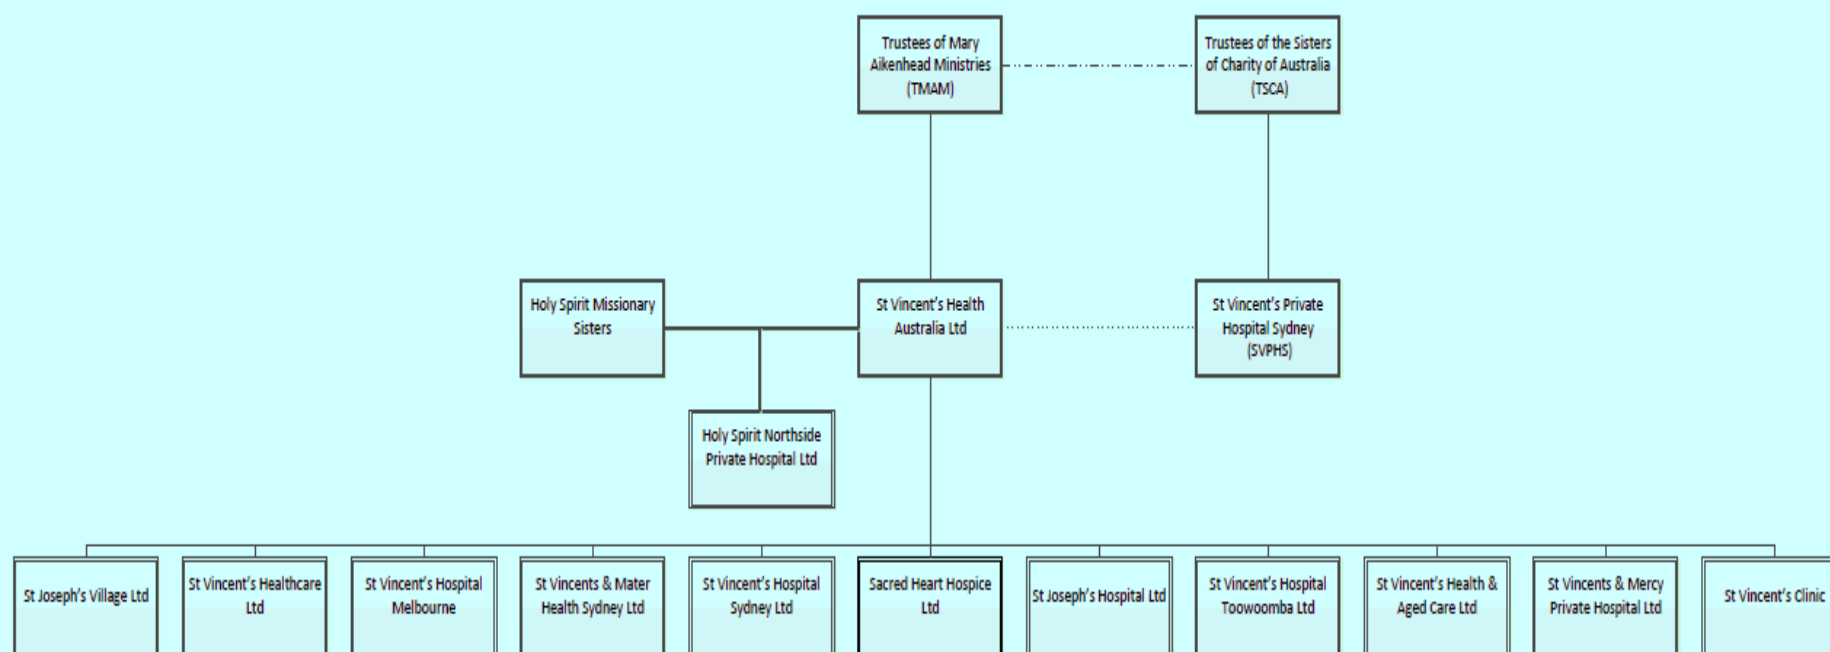 Trustees of Mary
Aikenhead Ministries
(TMAM)
Trustees of the Sisters
of Charity of Australia
(TSCA)
Holy Spirit Missionary
Sisters
St Vincent's Health
Australia Ltd
St Vincent's Private
Hospital Sydney
(SVPHS)
Holy Spirit Northside
Private Hospital Ltd
St Joseph's Village Ltd
St Vincent's Healthcare
Ltd
St Vincent's Hospital
Melbourne
St Vincents & Mater
Health Sydney Ltd
St Vincent's Hospital
Sydney Ltd
Sacred Heart Hospice
Ltd
St Joseph's Hospital Ltd
St Vincent's Hospital
Toowoomba Ltd
St Vincent's Health &
Aged Care Ltd
St Vincents & Mercy
Private Hospital Ltd
St Vincent's Clinic